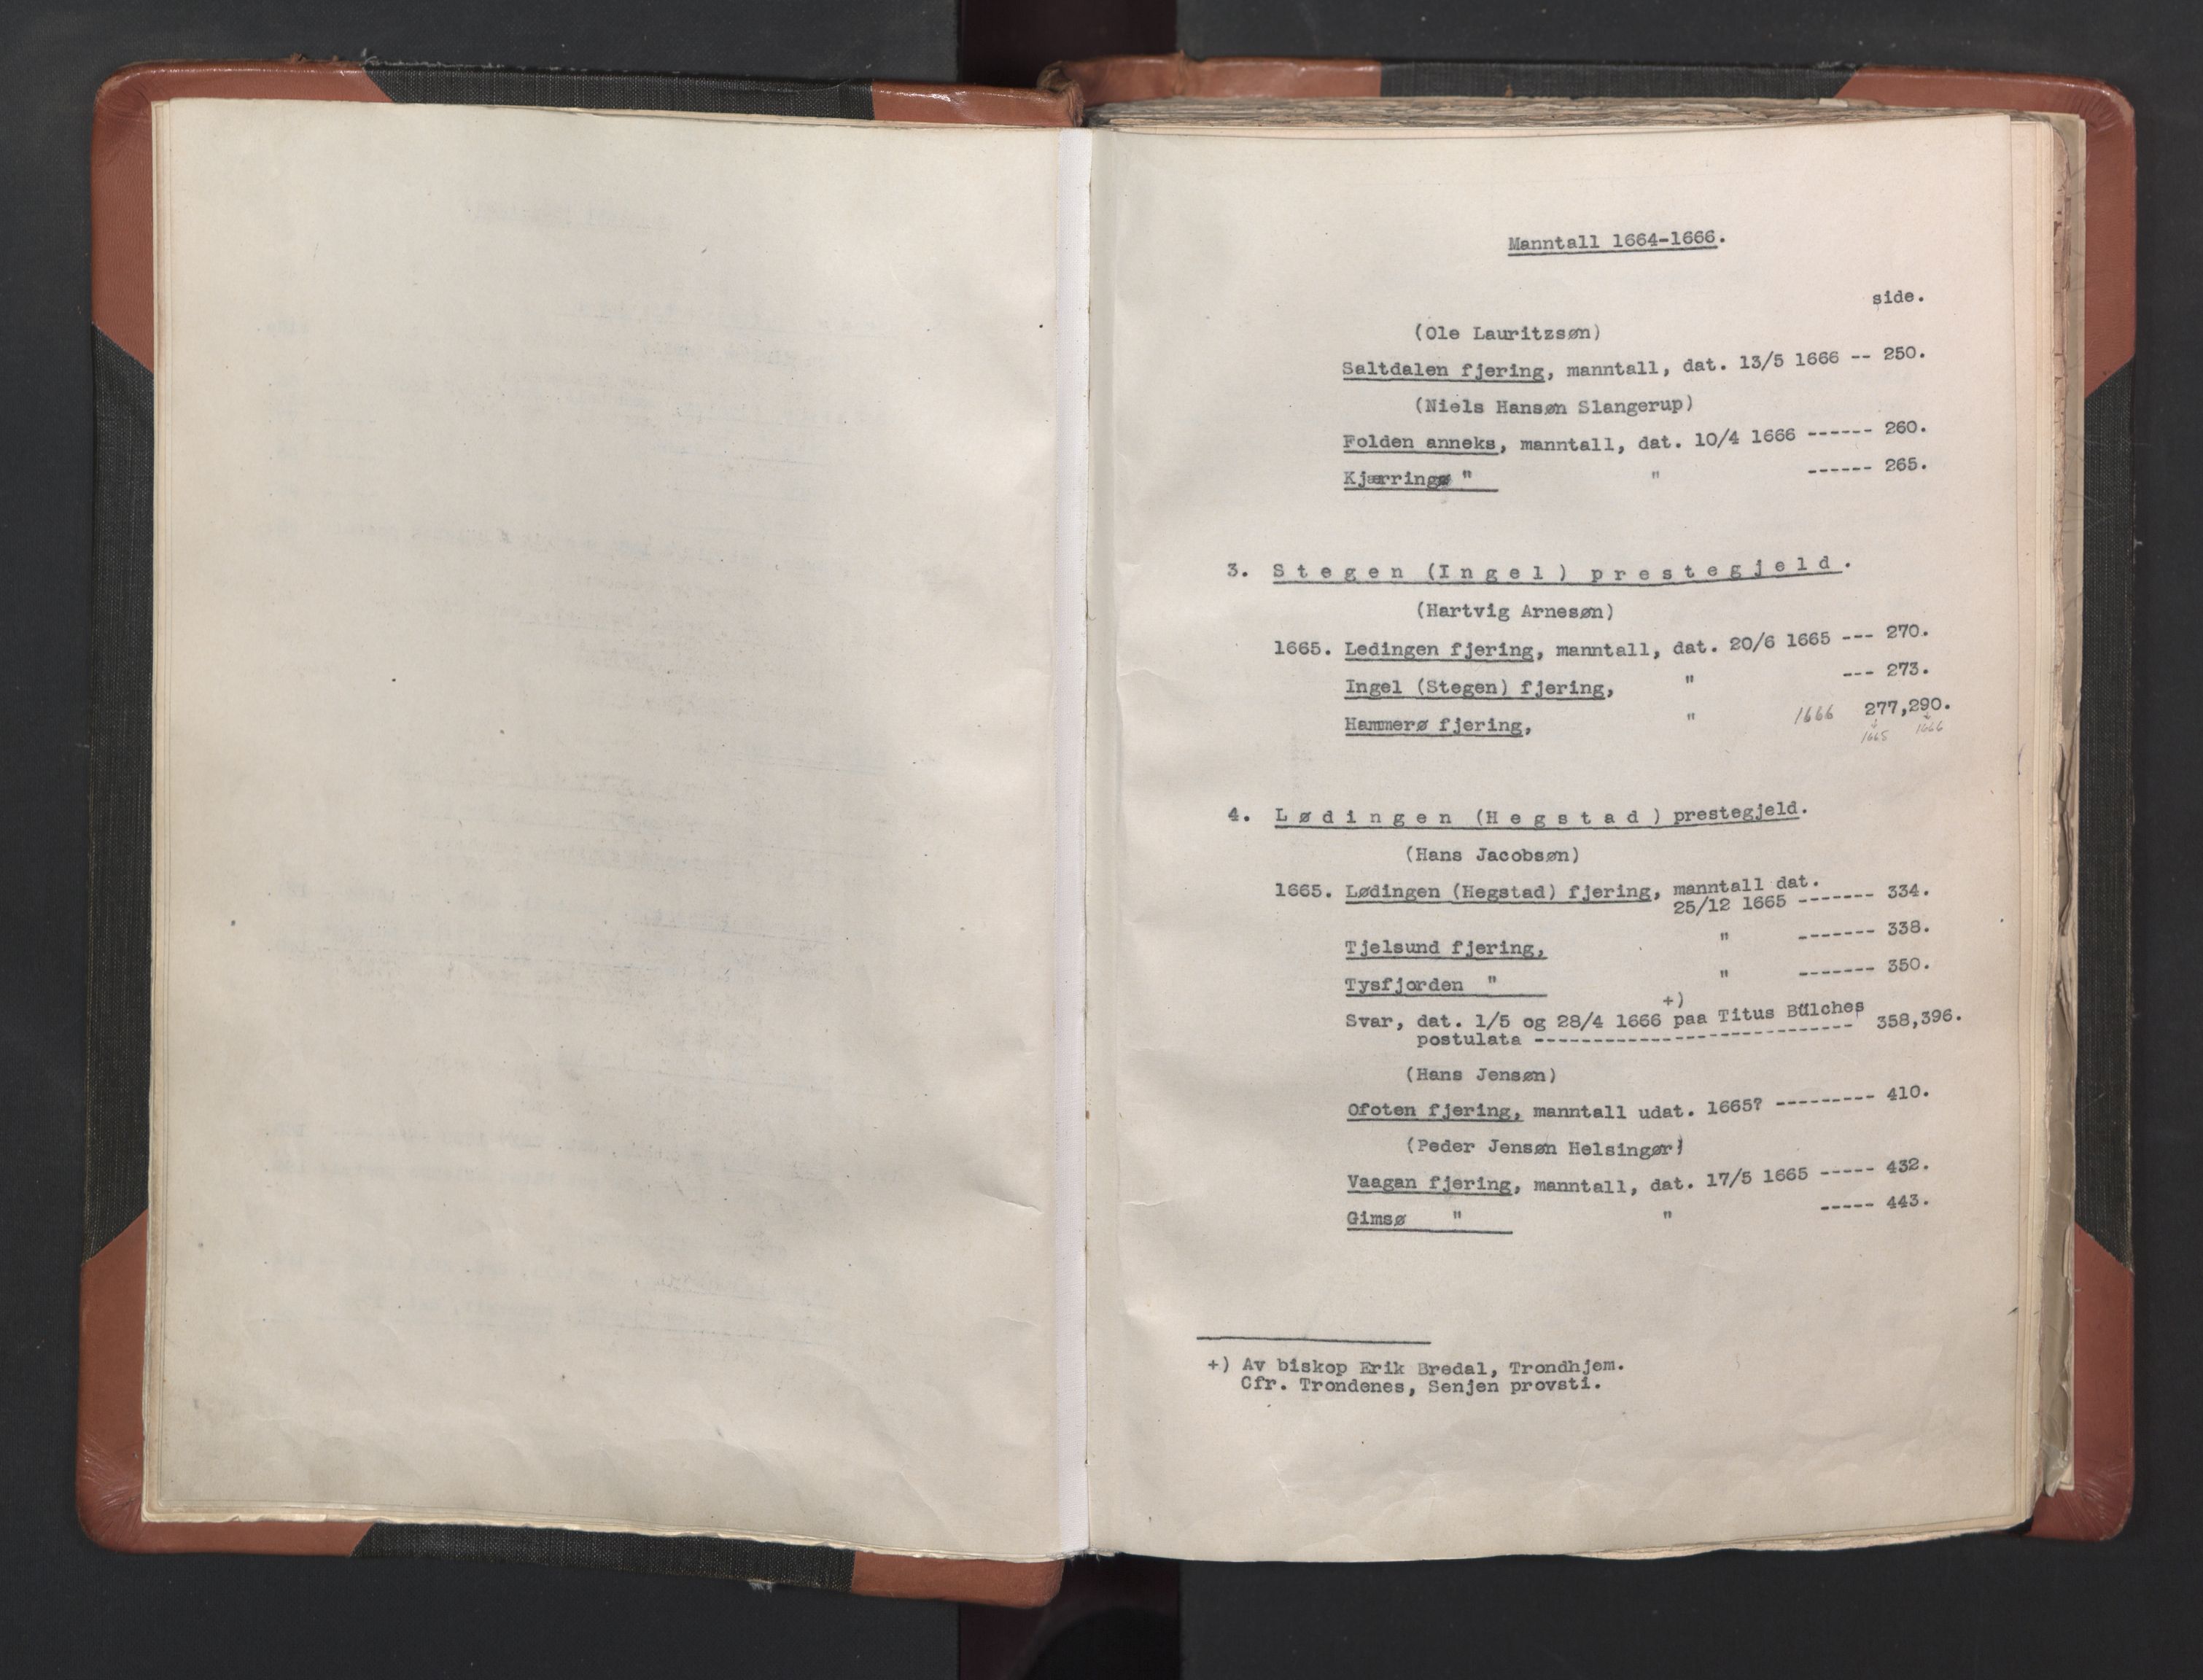 Manntall 1664-1666.
side.
(Ole Lauritzsøn)
Saltdalen fjering, manntall, dat. 13/5 1666 -- 250.
(Niels Hansøn Slangerup)
Folden anneks, manntall, dat. 10/4 1666 ------ 260.
Kjærringø " " ------ 265.
3. Stegen (Ingel) prestegjeld.
(Hartvig Arnesøn)
1665. Ledingen fjering, manntall, dat. 20/6 1665 --- 270.
Ingel (Stegen) fjering, " --- 273.
Hammerø fjering, " 1666 277,290.
1665 1666
4. Lødingen (Hegstad) prestegjeld.
(Hans Jacobsøn)
1665. Lødingen (Hegstad) fjering, manntall dat.
25/12 1665 ------- 334.
Tjelsund fjering, " ------- 338.
Tysfjorden " " ------- 350.
+)
Svar, dat. 1/5 og 28/4 1666 paa Titus Bülches
postulata --------------------------- 358,396.
(Hans Jensøn)
Ofoten fjering, manntall udat. 1665? --------- 410.
(Peder Jensøn Helsingør)
Vaagan fjering, manntall, dat. 17/5 1665 ----- 432.
Gimsø " " ----- 443.
+) Av biskop Erik Bredal, Trondhjem.
Cfr. Trondenes, Senjen provsti.